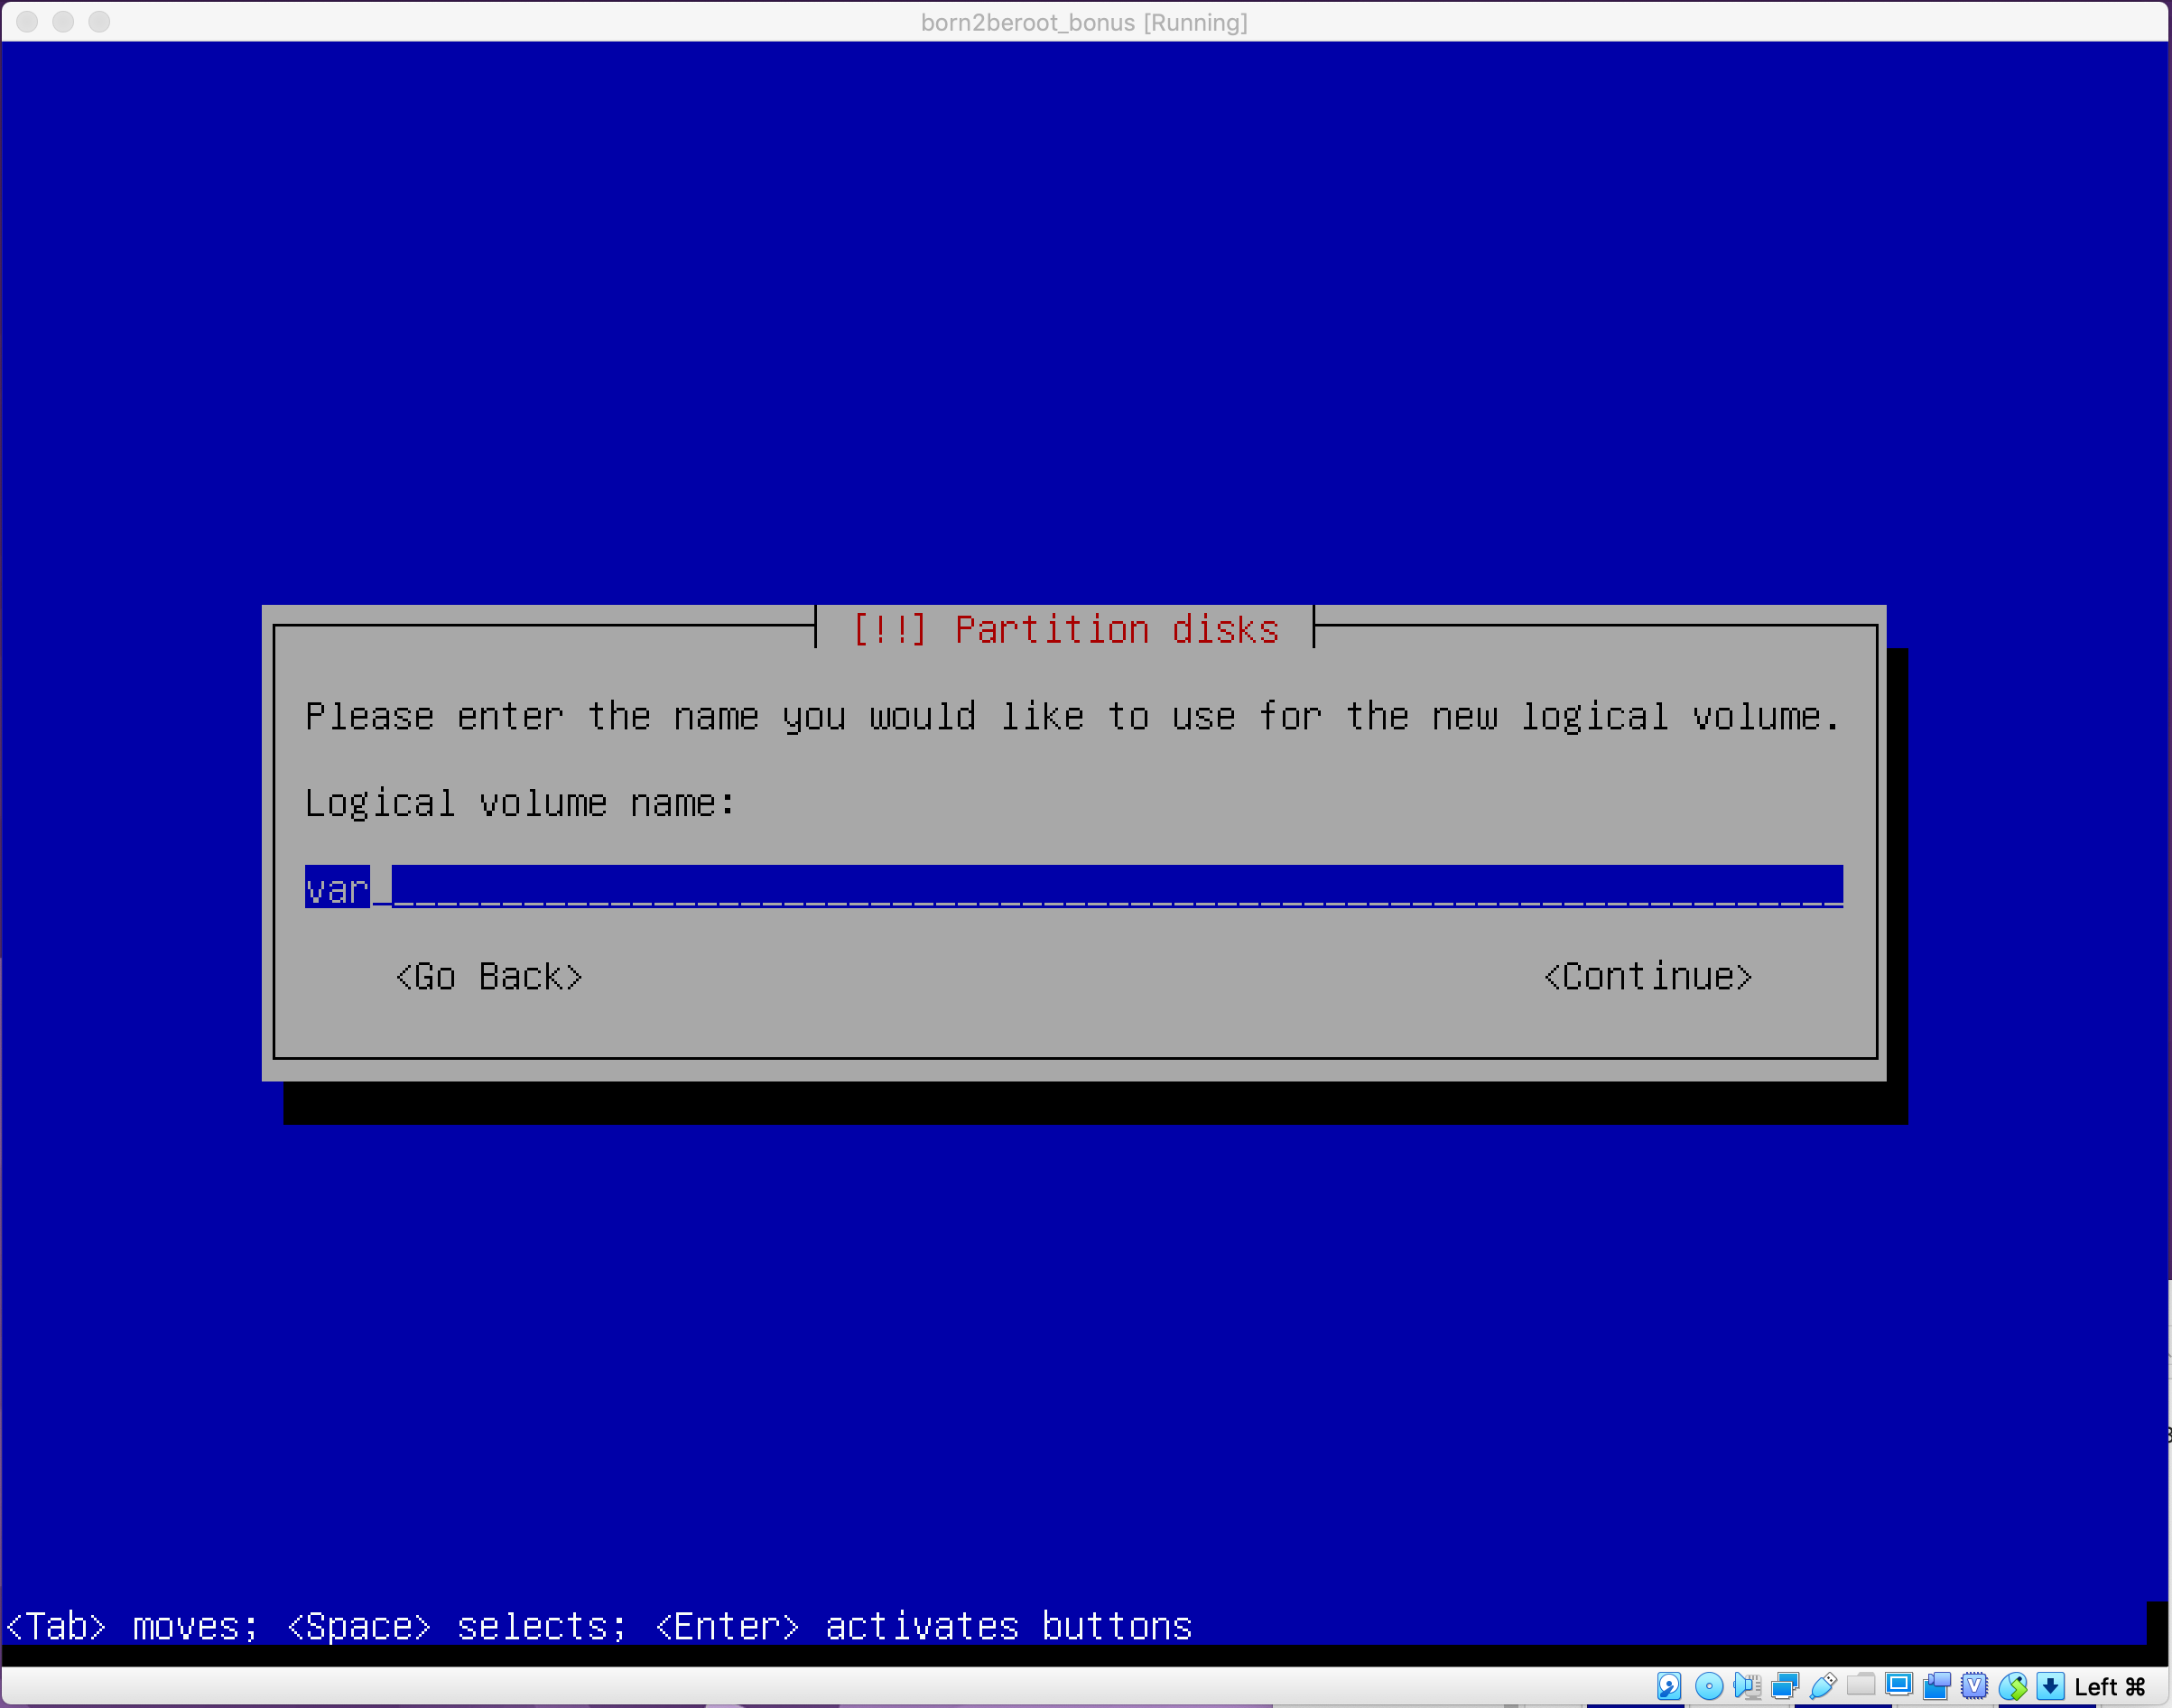 born2beroot_bonus [Running]
[!!] Partition disks
Please enter the name you would like to use for the new logical volume.
Logical volume name:
var
<Go Back> <Continue>
<Tab> moves; <Space> selects; <Enter> activates buttons
Left ⌘